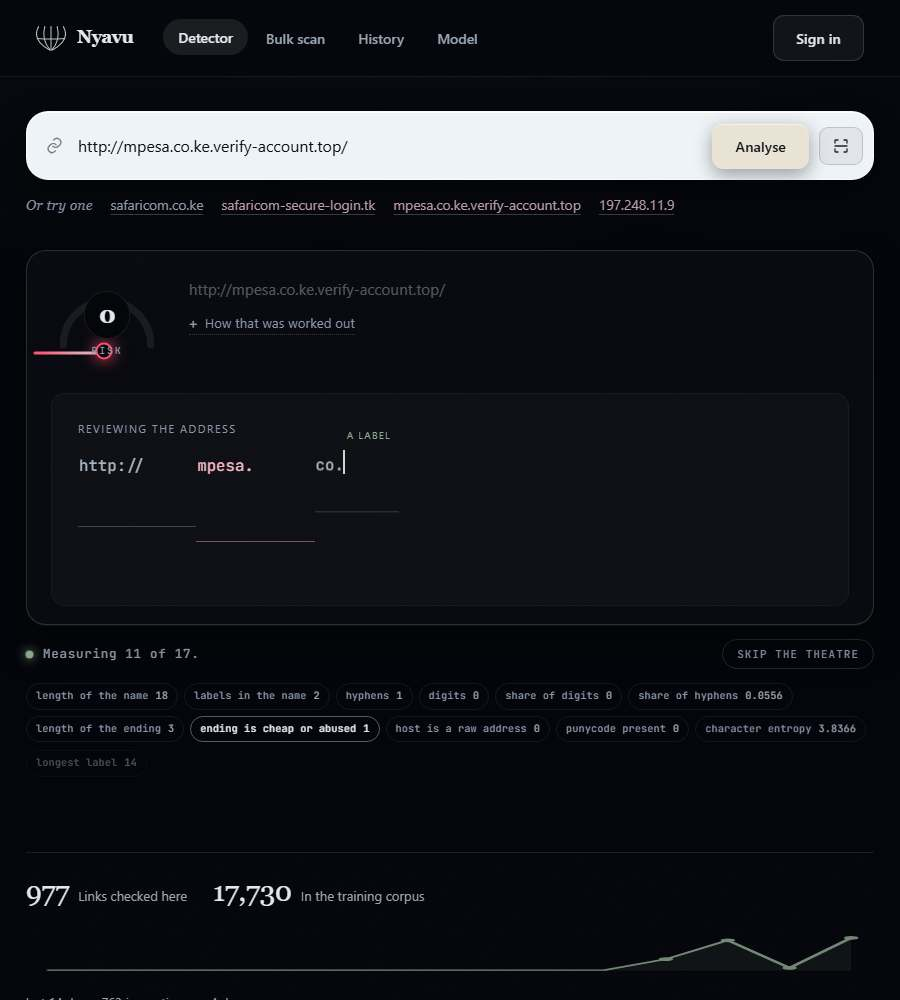 Nyavu Detector Bulk scan History Model Sign in
http://mpesa.co.ke.verify-account.top/ Analyse
Or try one safaricom.co.ke safaricom-secure-login.tk mpesa.co.ke.verify-account.top 197.248.11.9
http://mpesa.co.ke.verify-account.top/
0
+ How that was worked out
RISK
REVIEWING THE ADDRESS
A LABEL
http:// mpesa. co.
Measuring 11 of 17. SKIP THE THEATRE
length of the name 18 labels in the name 2 hyphens 1 digits 0 share of digits 0 share of hyphens 0.0556
length of the ending 3 ending is cheap or abused 1 host is a raw address 0 punycode present 0 character entropy 3.8366
longest label 14
977 Links checked here 17,730 In the training corpus